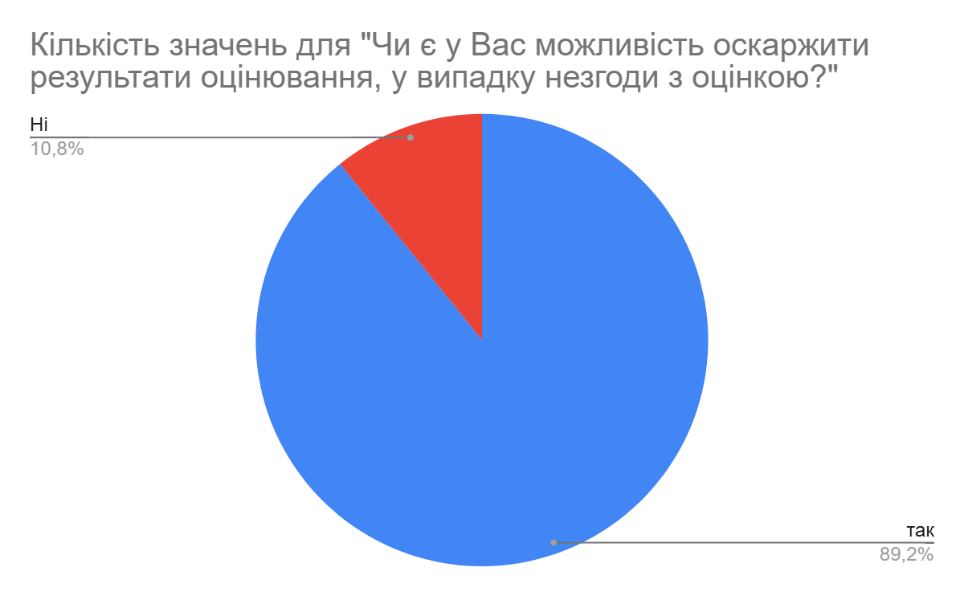 Кількість значень для "Чи є у Вас можливість оскаржити
результати оцінювання, у випадку незгоди з оцінкою?"
Ні
10,8%
так
89,2%